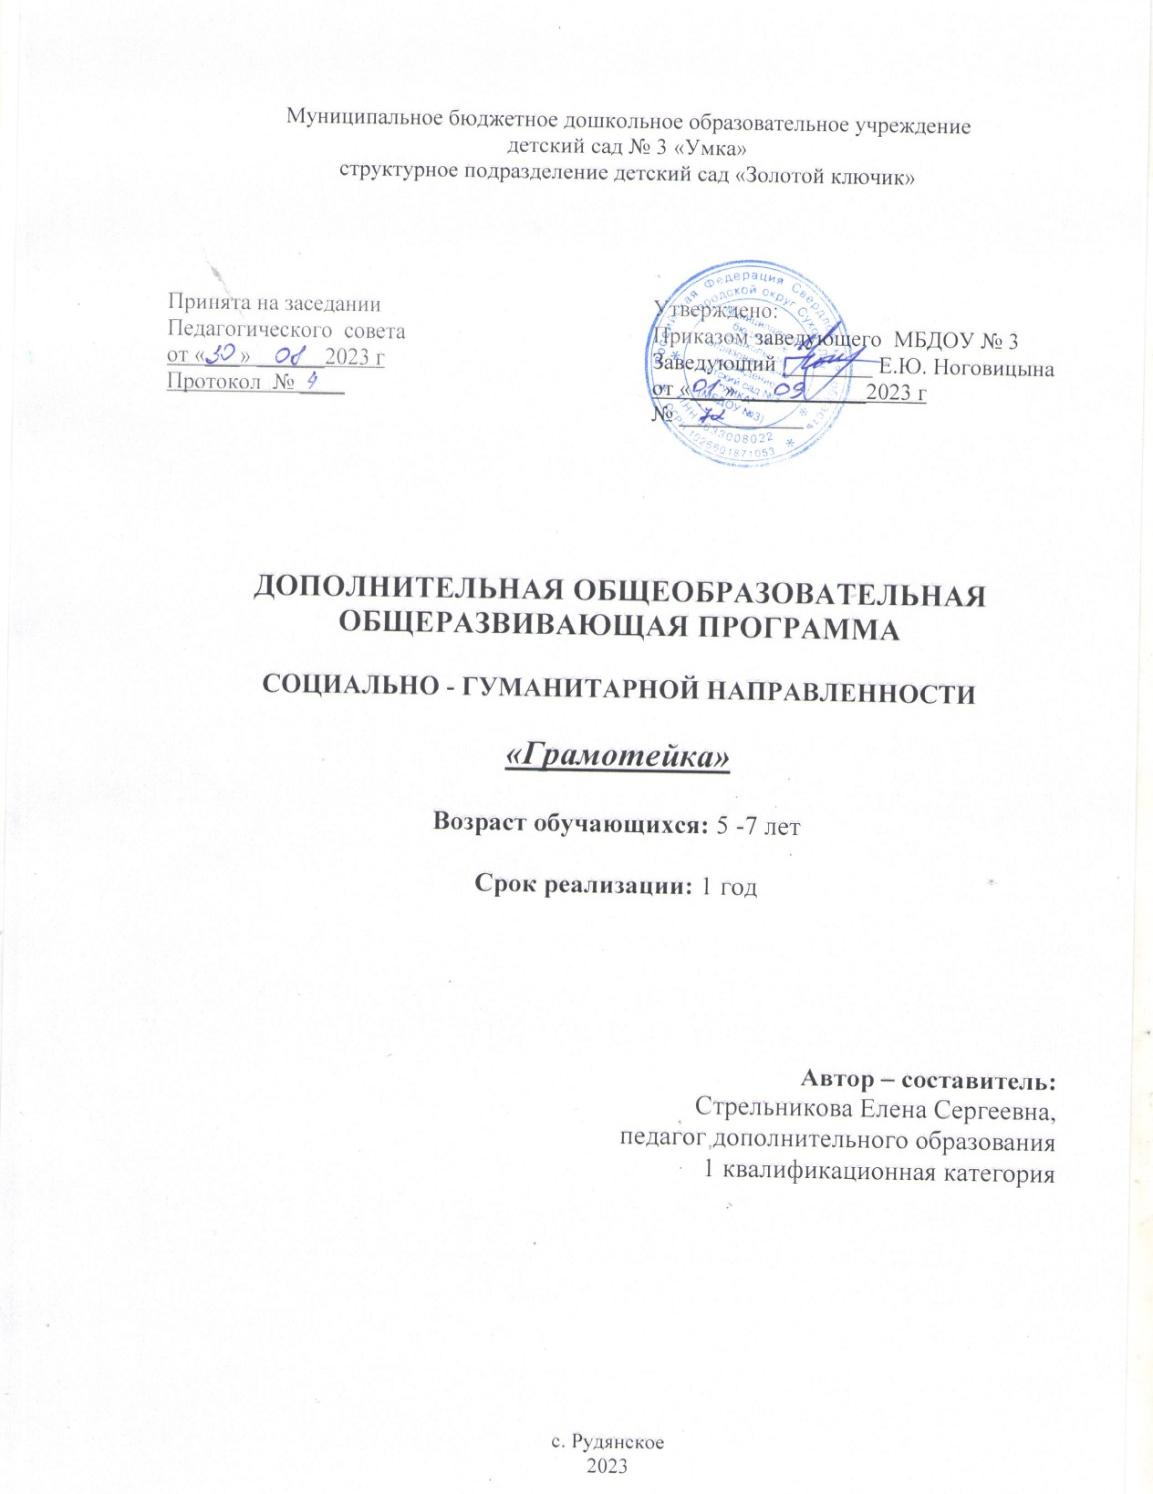 Муниципальное бюджетное дошкольное образовательное учреждение
детский сад № 3 «Умка»
структурное подразделение детский сад «Золотой ключик»
Принята на заседании
Педагогического совета
от «30» 08 2023 г
Протокол №
Утверждено:
Приказом заведующего МБДОУ № 3
Заведующий Е.Ю. Ноговицына
от «01» 09 2023 г
№ 72
ДОПОЛНИТЕЛЬНАЯ ОБЩЕОБРАЗОВАТЕЛЬНАЯ
ОБЩЕРАЗВИВАЮЩАЯ ПРОГРАММА
СОЦИАЛЬНО - ГУМАНИТАРНОЙ НАПРАВЛЕННОСТИ
«Грамотейка»
Возраст обучающихся: 5 -7 лет
Срок реализации: 1 год
Автор – составитель:
Стрельникова Елена Сергеевна,
педагог дополнительного образования
1 квалификационная категория
с. Рудянское
2023